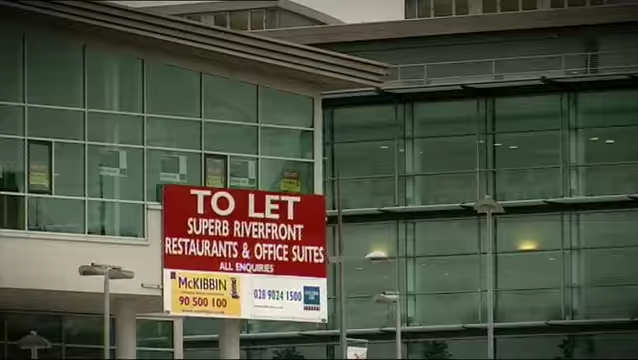 TO LET
SUPERB RIVERFRONT
RESTAURANTS & OFFICE SUITES
ALL ENQUIRIES
McKIBBIN
90 500 100
028 9024 1500